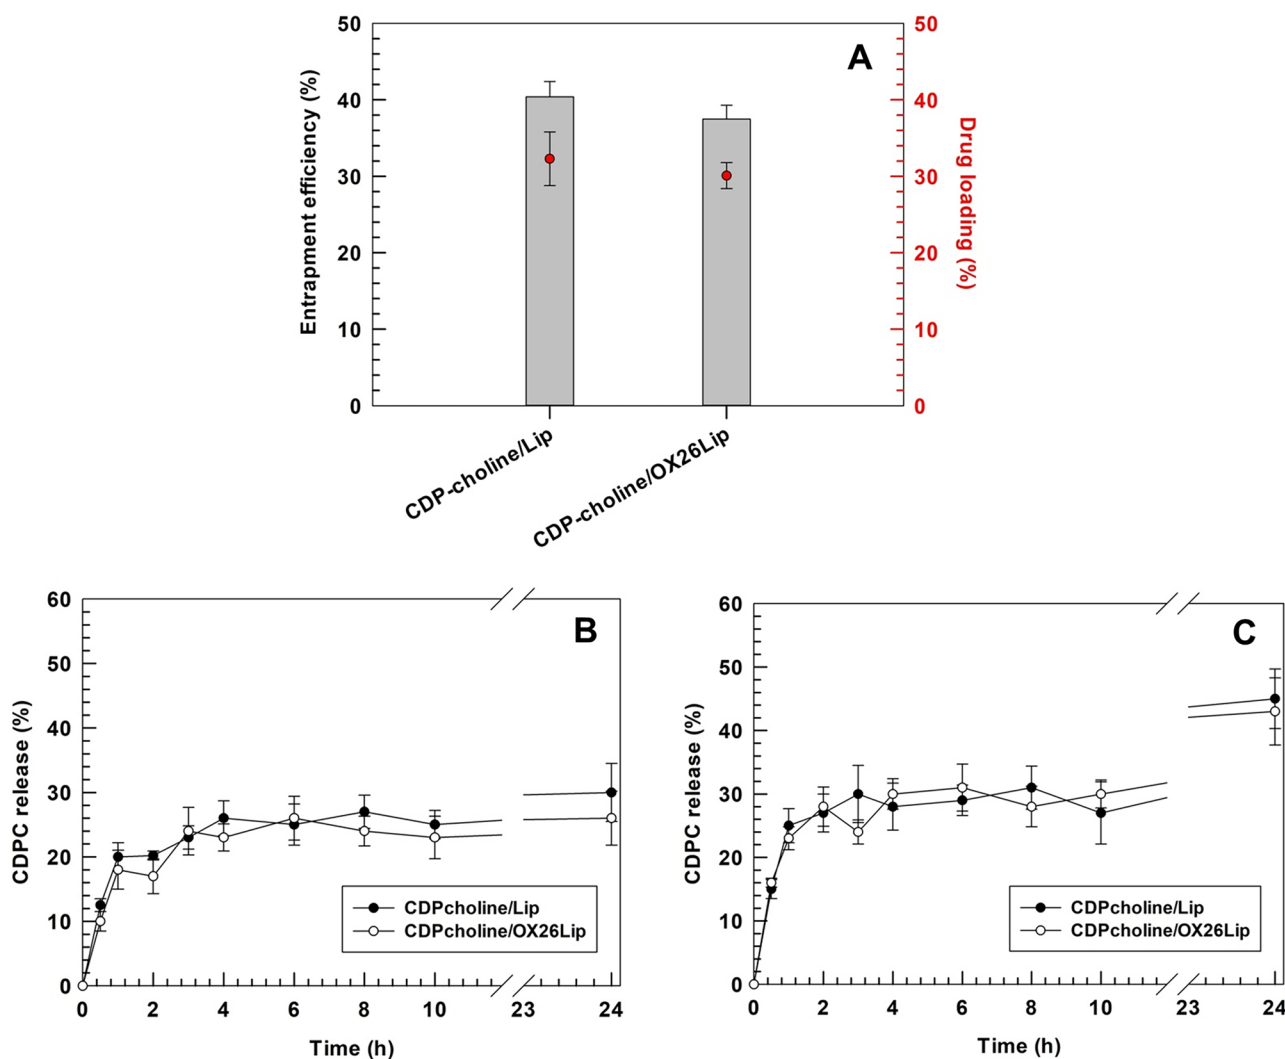 A
50
50
40
40
30
30
20
20
10
10
0
0
Entrapment efficiency (%)
Drug loading (%)
CDP-choline/Lip
CDP-choline/OX26Lip
B
60
50
40
30
20
10
0
CDPC release (%)
CDPcholine/Lip
CDPcholine/OX26Lip
0 2 4 6 8 10 23 24
Time (h)
C
60
50
40
30
20
10
0
CDPC release (%)
CDPcholine/Lip
CDPcholine/OX26Lip
0 2 4 6 8 10 23 24
Time (h)